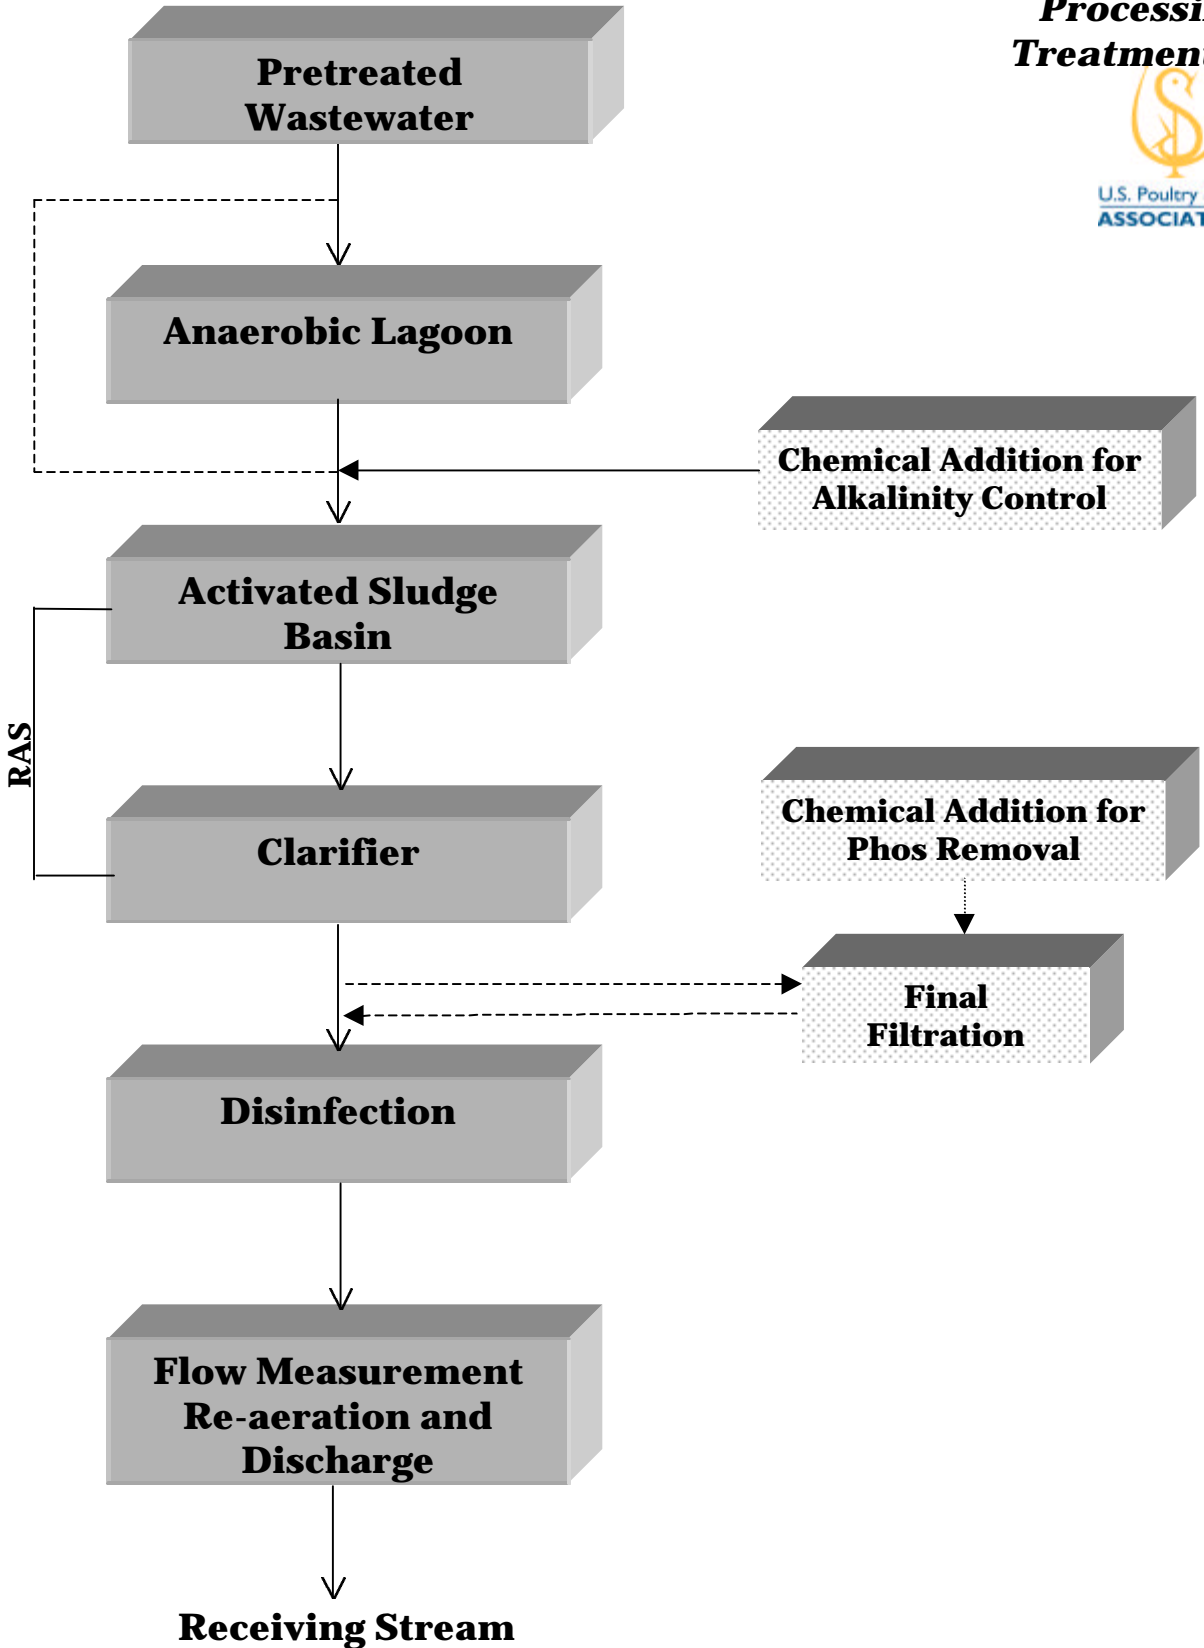 Treatment
U.S. Poultry
Pretreated
Wastewater
Anaerobic Lagoon
Chemical Addition for
Alkalinity Control
Activated Sludge
Basin
RAS
Chemical Addition for
Phos Removal
Clarifier
Final
Filtration
Disinfection
Flow Measurement
Re-aeration and
Discharge
Receiving Stream